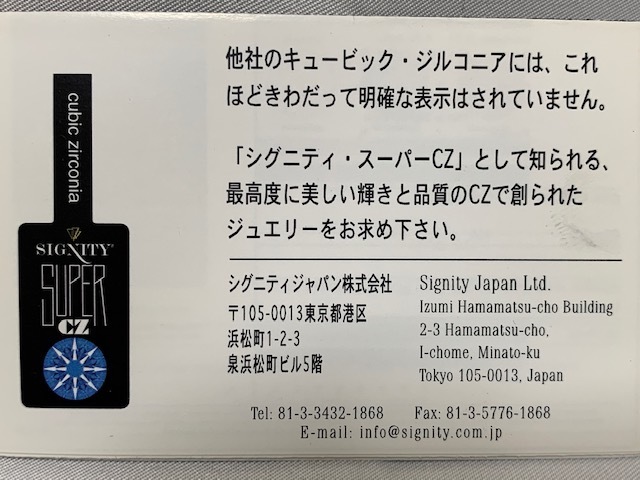 cubic zirconia
SIGNITY®
SUPER
CZ
他社のキュービック・ジルコニアには、これ
ほどきわだって明確な表示はされていません。
「シグニティ・スーパーCZ」として知られる、
最高度に美しい輝きと品質のCZで創られた
ジュエリーをお求め下さい。
シグニティジャパン株式会社
〒105-0013東京都港区
浜松町1-2-3
泉浜松町ビル5階
Signity Japan Ltd.
Izumi Hamamatsu-cho Building
2-3 Hamamatsu-cho,
I-chome, Minato-ku
Tokyo 105-0013, Japan
Tel: 81-3-3432-1868 Fax: 81-3-5776-1868
E-mail: info@signity.com.jp